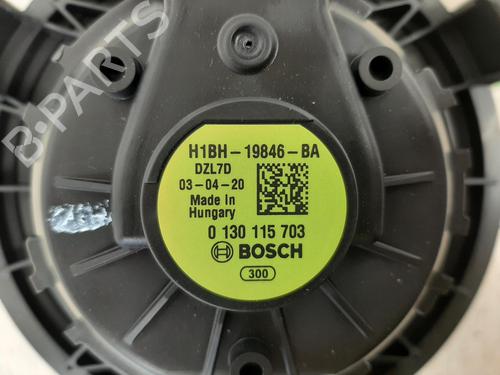 B-PARTS
H1BH-19846-BA
DZL7D
03-04-20
Made in
Hungary
0 130 115 703
BOSCH
300